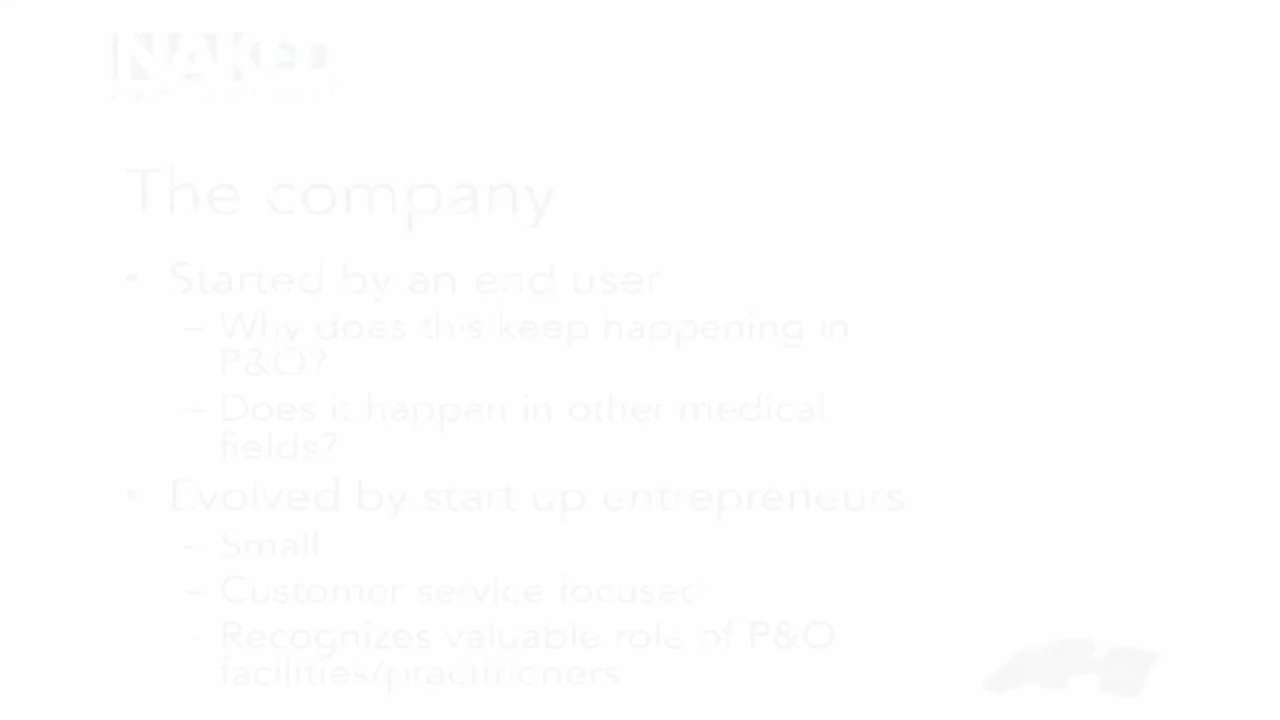 NAKED
The company
• Started by an end user
– Why does this keep happening in
P&O?
– Does it happen in other medical
fields?
• Evolved by start up entrepreneurs
– Small
– Customer service focused
– Recognizes valuable role of P&O
facilities/practitioners